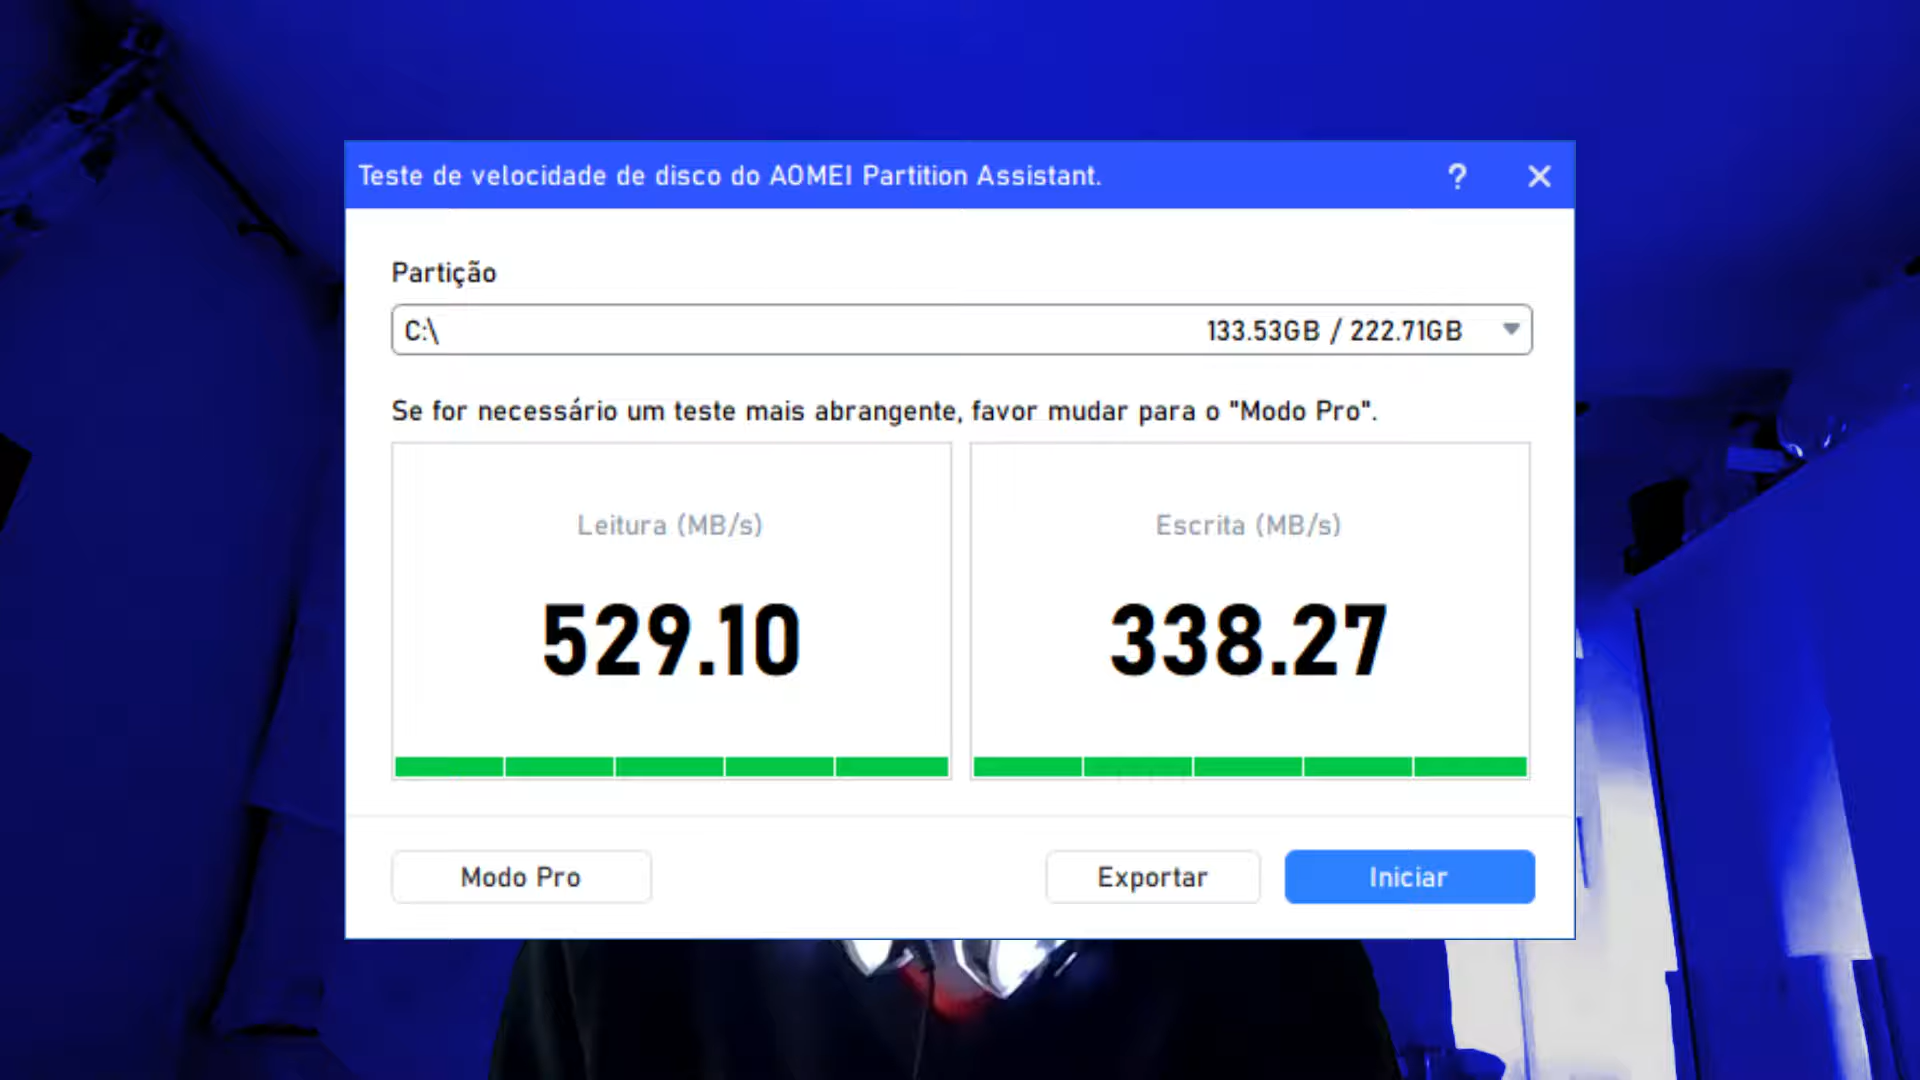 Teste de velocidade de disco do AOMEI Partition Assistant.
?
Partição
C:\ 133.53GB / 222.71GB
Se for necessário um teste mais abrangente, favor mudar para o "Modo Pro".
Leitura (MB/s) Escrita (MB/s)
529.10 338.27
Modo Pro Exportar Iniciar